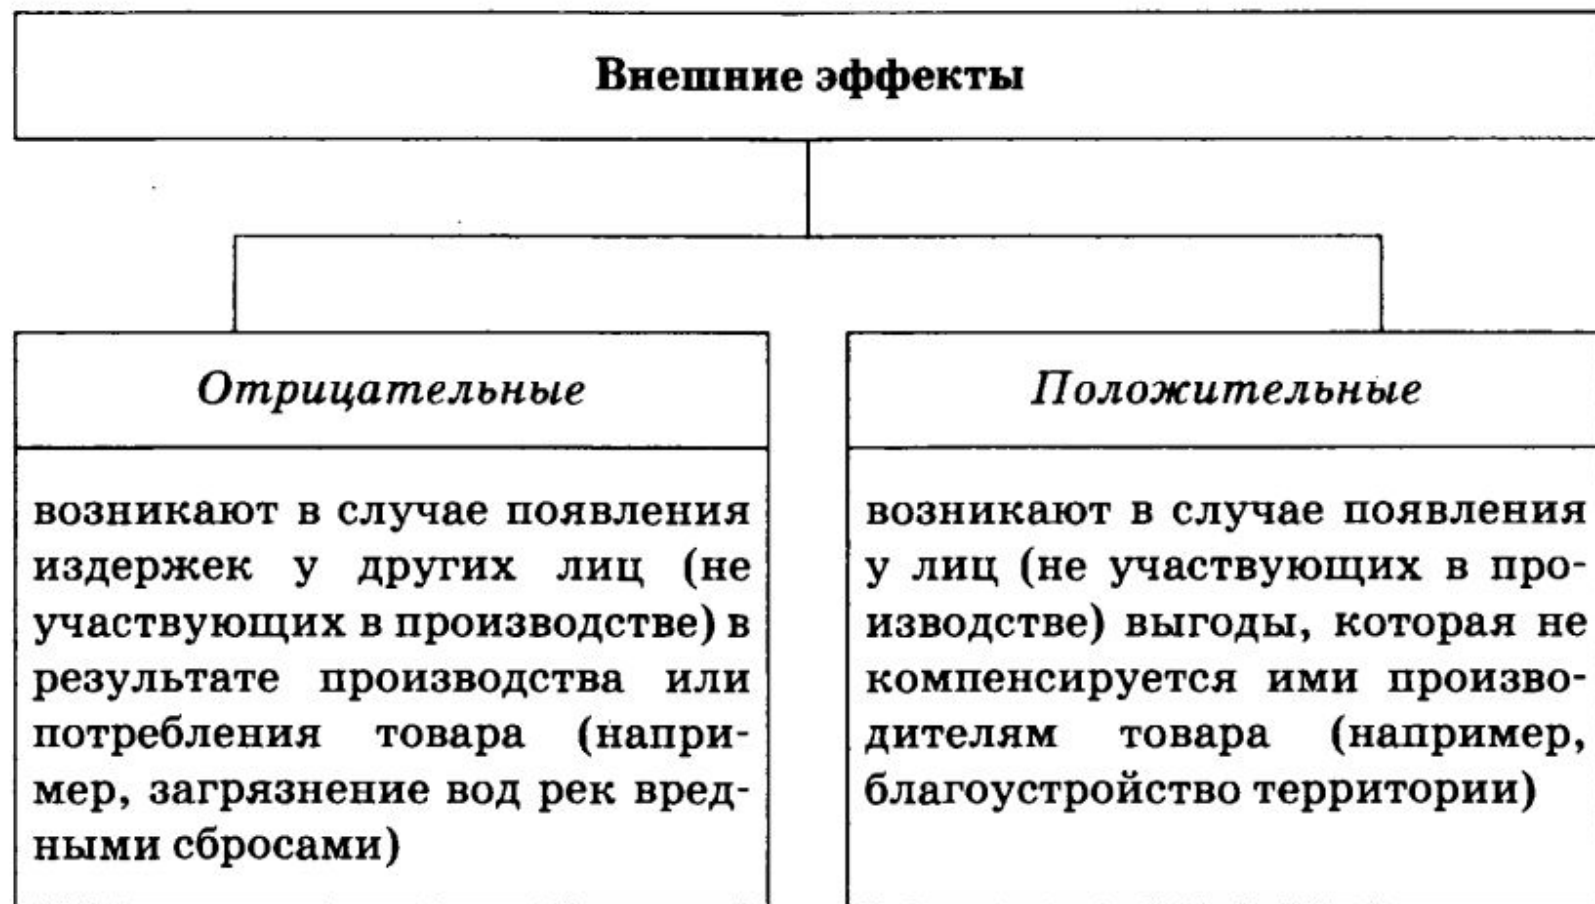 Внешние эффекты
Отрицательные
возникают в случае появления
издержек у других лиц (не
участвующих в производстве) в
результате производства или
потребления товара (напри-
мер, загрязнение вод рек вред-
ными сбросами)
Положительные
возникают в случае появления
у лиц (не участвующих в про-
изводстве) выгоды, которая не
компенсируется ими произво-
дителям товара (например,
благоустройство территории)